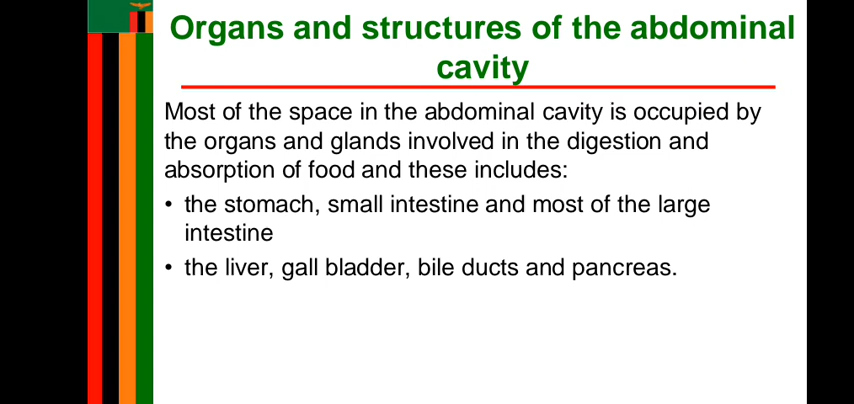 Organs and structures of the abdominal
cavity
Most of the space in the abdominal cavity is occupied by
the organs and glands involved in the digestion and
absorption of food and these includes:
• the stomach, small intestine and most of the large
intestine
• the liver, gall bladder, bile ducts and pancreas.